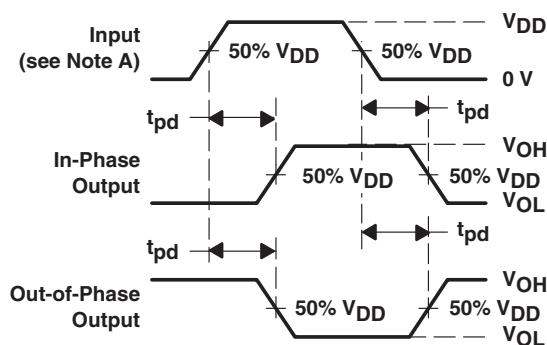 VDD
Input
(see Note A)
50% VDD
50% VDD
0 V
tpd
tpd
In-Phase
Output
VOH
50% VDD
50% VDD
VOL
tpd
tpd
Out-of-Phase
Output
VOH
50% VDD
50% VDD
VOL